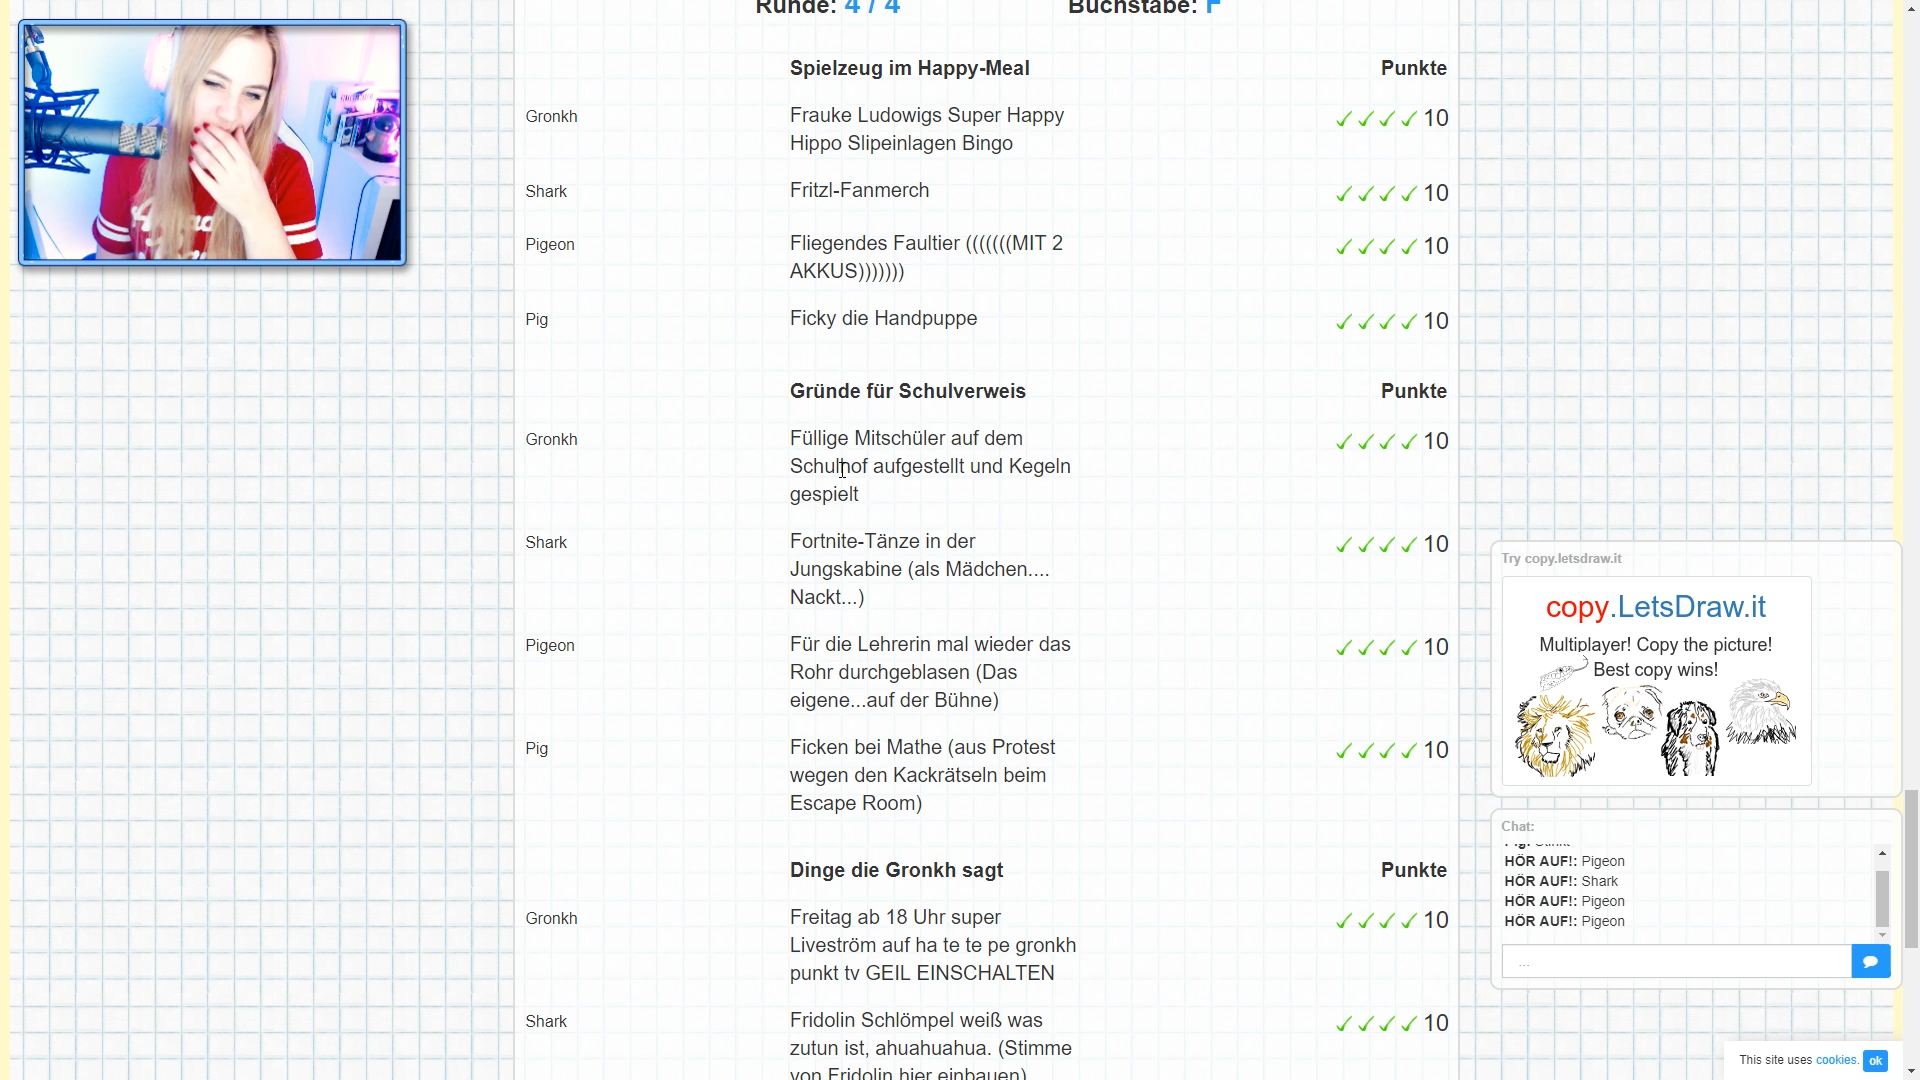 Runde: 4 / 4
Buchstabe: F
Spielzeug im Happy-Meal
Punkte
Gronkh
Frauke Ludowigs Super Happy
Hippo Slipeinlagen Bingo
10
Shark
Fritzl-Fanmerch
10
Pigeon
Fliegendes Faultier (((((((MIT 2
AKKUS)))))))
10
Pig
Ficky die Handpuppe
10
Gründe für Schulverweis
Punkte
Gronkh
Füllige Mitschüler auf dem
Schulhof aufgestellt und Kegeln
gespielt
10
Shark
Fortnite-Tänze in der
Jungskabine (als Mädchen....
Nackt...)
10
Pigeon
Für die Lehrerin mal wieder das
Rohr durchgeblasen (Das
eigene...auf der Bühne)
10
Pig
Ficken bei Mathe (aus Protest
wegen den Kackrätseln beim
Escape Room)
10
Dinge die Gronkh sagt
Punkte
Gronkh
Freitag ab 18 Uhr super
Liveström auf ha te te pe gronkh
punkt tv GEIL EINSCHALTEN
10
Shark
Fridolin Schlömpel weiß was
zutun ist, ahuahuahua. (Stimme
von Fridolin hier einbauen)
10
Try copy.letsdraw.it
copy.LetsDraw.it
Multiplayer! Copy the picture!
Best copy wins!
Chat:
Pig: Stinkt
HÖR AUF!: Pigeon
HÖR AUF!: Shark
HÖR AUF!: Pigeon
HÖR AUF!: Pigeon
...
This site uses cookies. ok